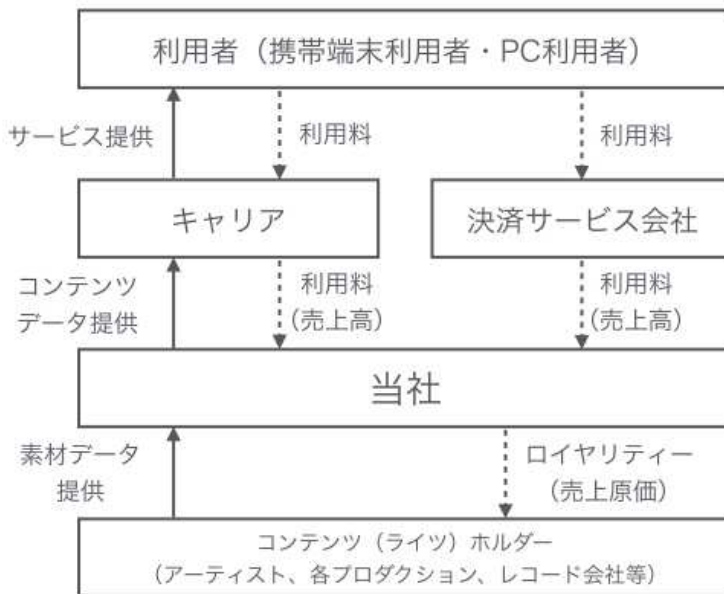 利用者（携帯端末利用者・PC利用者）
サービス提供
利用料
利用料
キャリア
決済サービス会社
コンテンツ
データ提供
利用料
（売上高）
利用料
（売上高）
当社
素材データ
提供
ロイヤリティー
（売上原価）
コンテンツ（ライツ）ホルダー
（アーティスト、各プロダクション、レコード会社等）